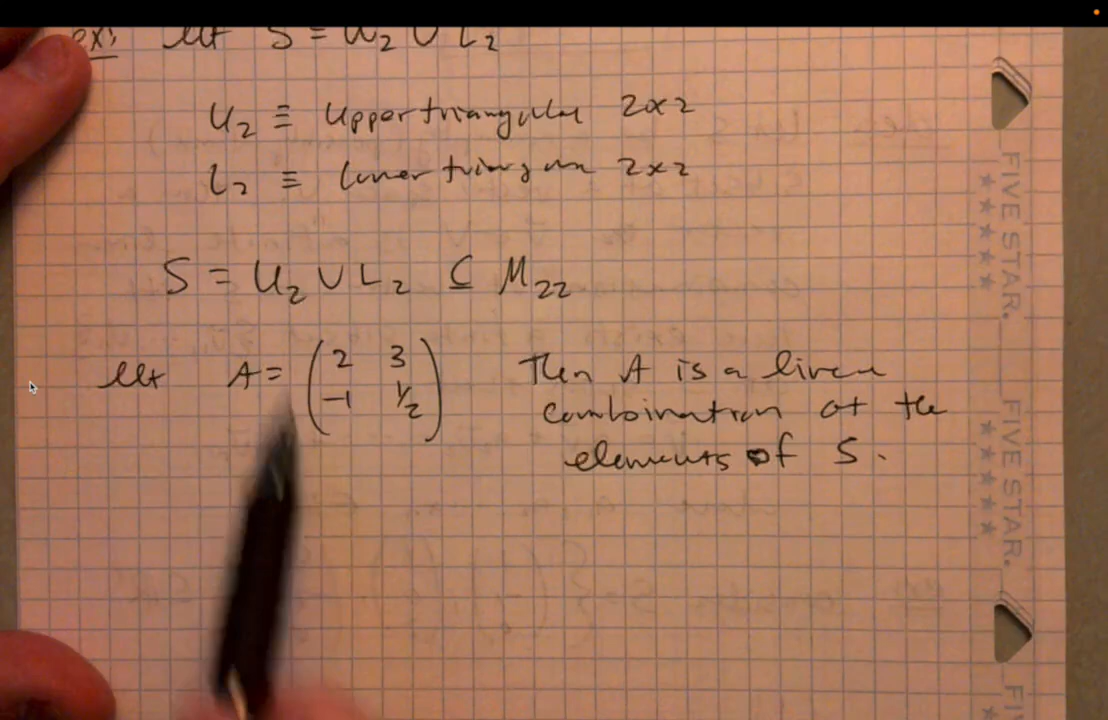 ex: let S = U₂ ∪ L₂
U₂ ≡ Upper triangular 2x2
L₂ ≡ lower triangular 2x2
S = U₂ ∪ L₂ ⊆ M₂₂
let A = (2 3
-1 1/2) Then A is a linear
combination of the
elements of S.
FIVE STAR.
FIVE STAR.
FI